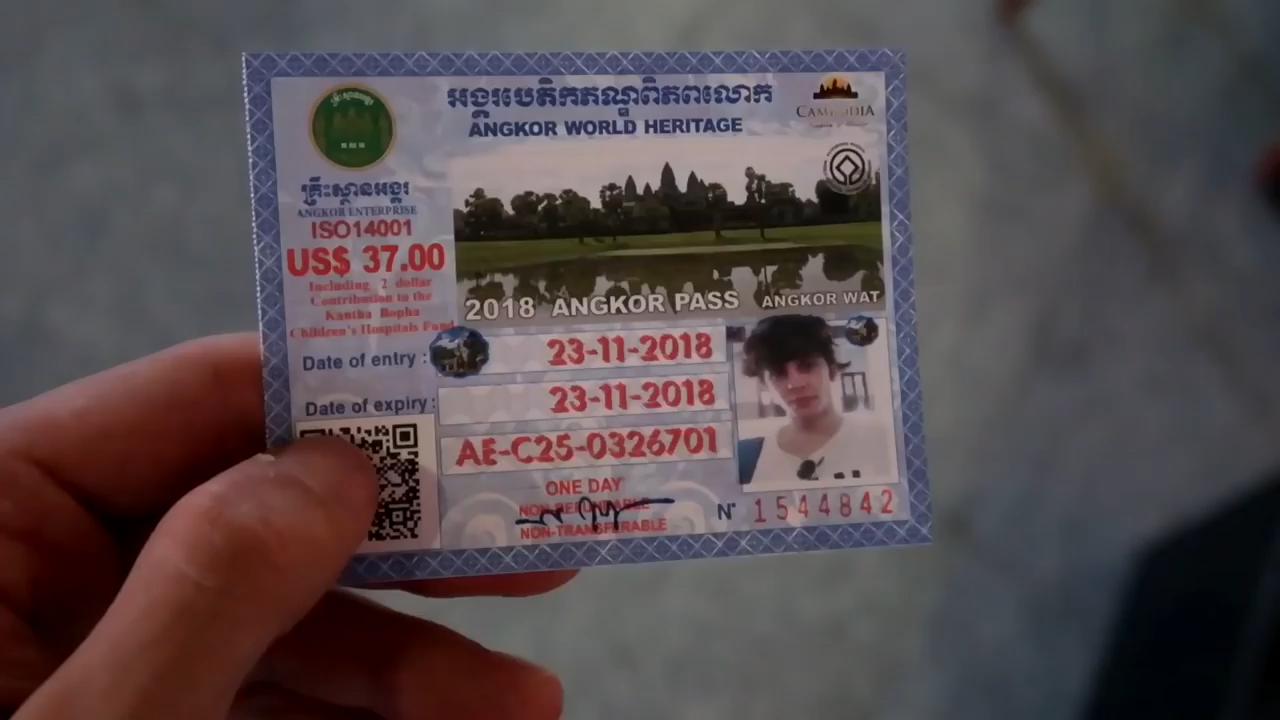 អង្គរបេតិកភណ្ឌពិភពលោក
ANGKOR WORLD HERITAGE
CAMBODIA
គ្រឹះស្ថានអង្គរ
ANGKOR ENTERPRISE
ISO14001
US$ 37.00
Including 2 dollar
Contribution to the
Kantha Bopha
Children's Hospitals Fund
2018 ANGKOR PASS ANGKOR WAT
Date of entry : 23-11-2018
Date of expiry : 23-11-2018
AE-C25-0326701
ONE DAY
NON-REFUNDABLE
NON-TRANSFERABLE
N° 1544842